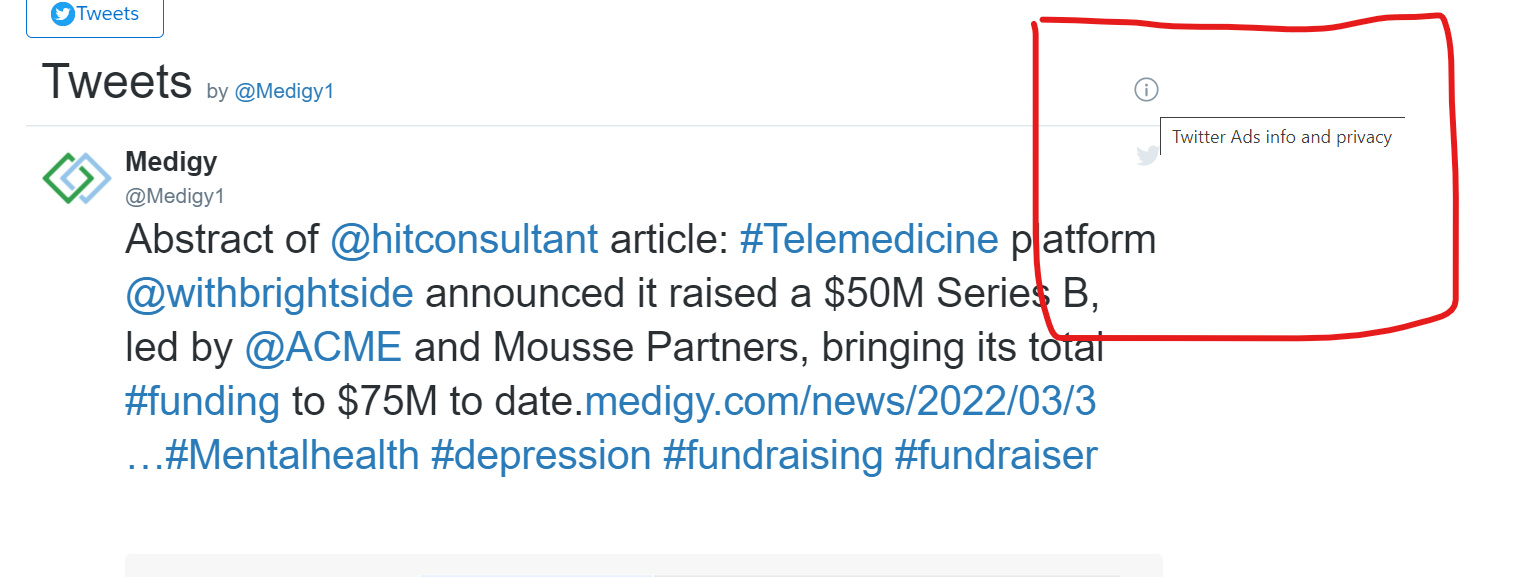 Tweets
Tweets by @Medigy1
Twitter Ads info and privacy
Medigy
@Medigy1
Abstract of @hitconsultant article: #Telemedicine platform
@withbrightside announced it raised a $50M Series B,
led by @ACME and Mousse Partners, bringing its total
#funding to $75M to date.medigy.com/news/2022/03/3
…#Mentalhealth #depression #fundraising #fundraiser